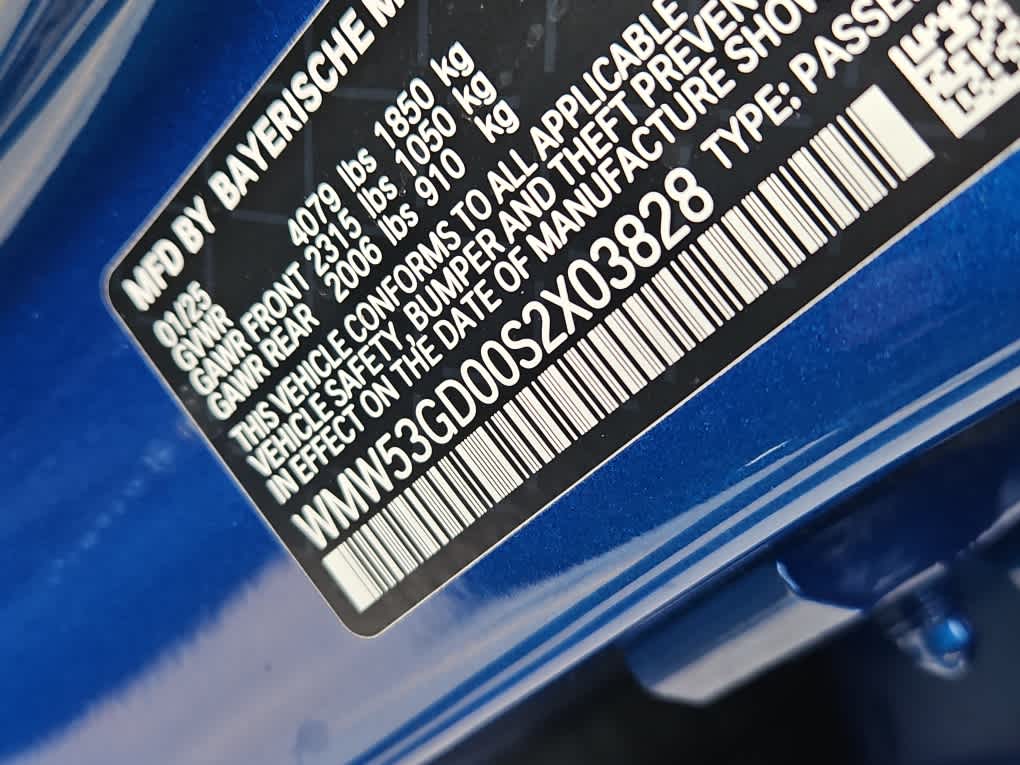 MFD BY BAYERISCHE M
01/25
GVWR 4079 lbs 1850 kg
GAWR FRONT 2315 lbs 1050 kg
GAWR REAR 2006 lbs 910 kg
THIS VEHICLE CONFORMS TO ALL APPLICABLE
VEHICLE SAFETY, BUMPER AND THEFT PREVEN
IN EFFECT ON THE DATE OF MANUFACTURE SHOW
WMW53GD00S2X03828 TYPE: PASSE